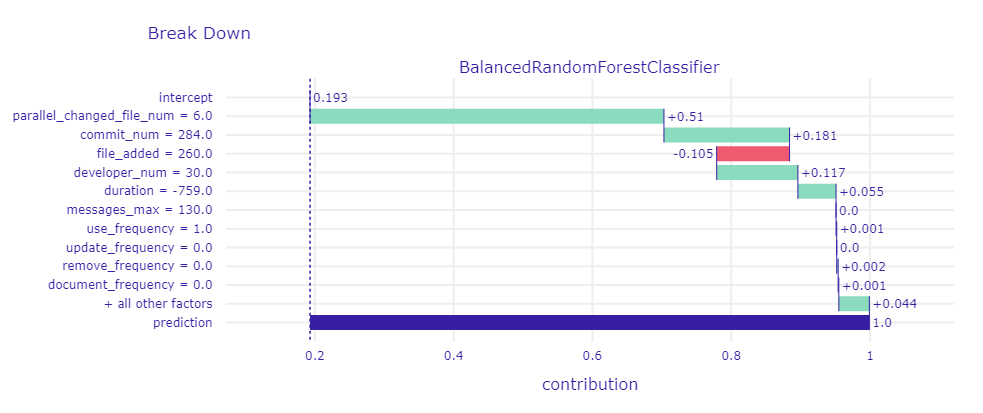 Break Down
BalancedRandomForestClassifier
intercept 0.193
parallel_changed_file_num = 6.0 +0.51
commit_num = 284.0 +0.181
file_added = 260.0 -0.105
developer_num = 30.0 +0.117
duration = -759.0 +0.055
messages_max = 130.0 0.0
use_frequency = 1.0 +0.001
update_frequency = 0.0 0.0
remove_frequency = 0.0 +0.002
document_frequency = 0.0 +0.001
+ all other factors +0.044
prediction 1.0
0.2 0.4 0.6 0.8 1
contribution